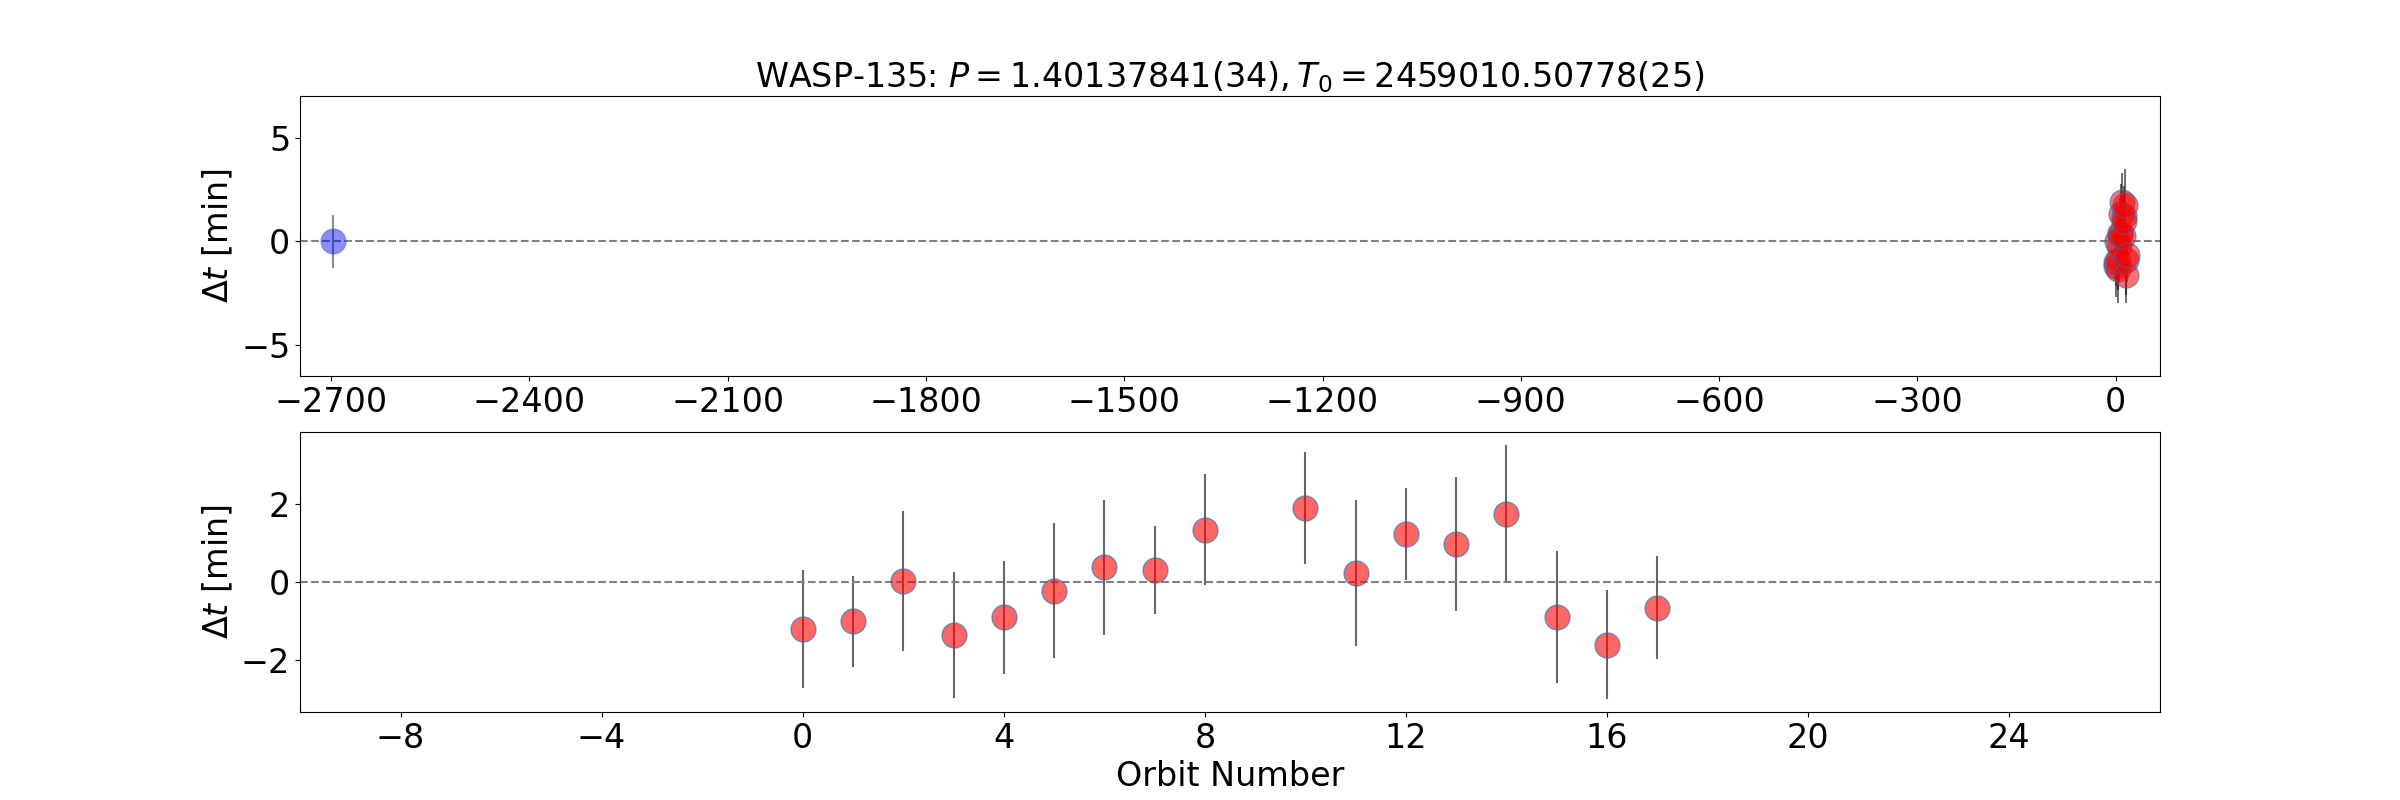 WASP-135: P = 1.40137841(34), T₀ = 2459010.50778(25)
Δt [min]
5
0
−5
−2700 −2400 −2100 −1800 −1500 −1200 −900 −600 −300 0
Δt [min]
2
0
−2
−8 −4 0 4 8 12 16 20 24
Orbit Number